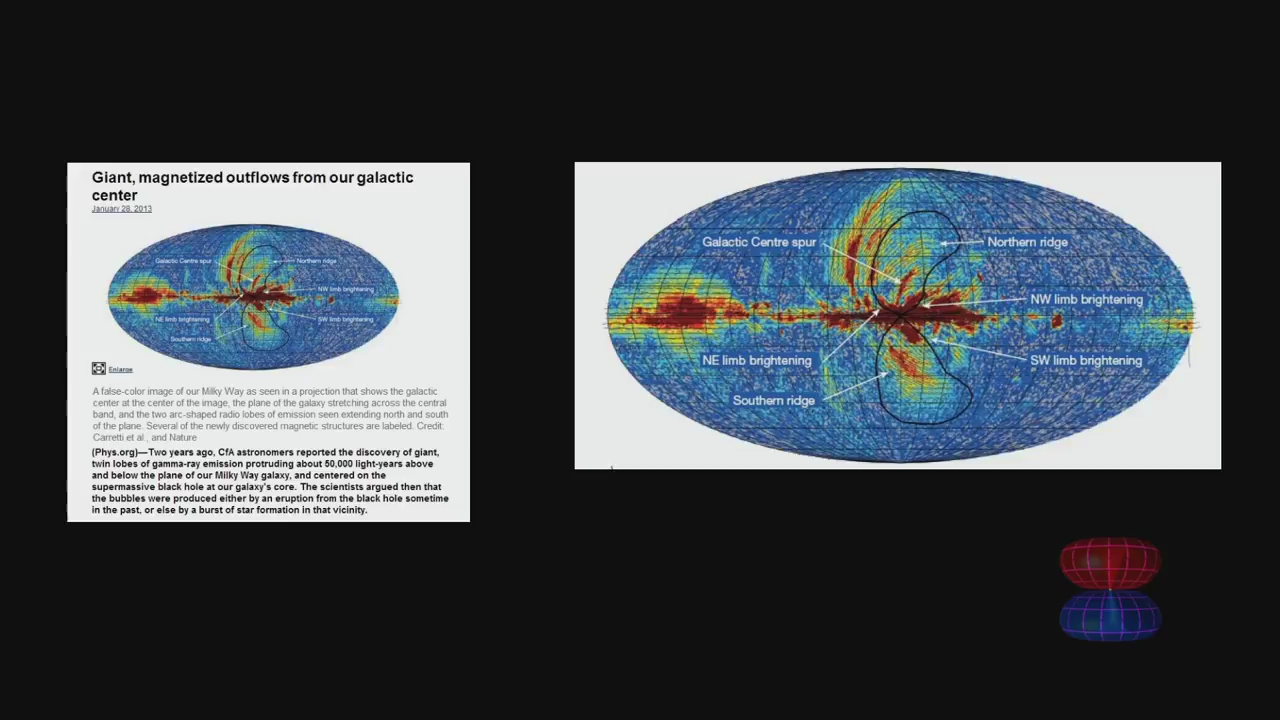 Giant, magnetized outflows from our galactic
center
January 28, 2013
Galactic Centre spur
Northern ridge
NW limb brightening
NE limb brightening
SW limb brightening
Southern ridge
Enlarge
A false-color image of our Milky Way as seen in a projection that shows the galactic
center at the center of the image, the plane of the galaxy stretching across the central
band, and the two arc-shaped radio lobes of emission seen extending north and south
of the plane. Several of the newly discovered magnetic structures are labeled. Credit:
Carretti et al., and Nature
(Phys.org)—Two years ago, CfA astronomers reported the discovery of giant,
twin lobes of gamma-ray emission protruding about 50,000 light-years above
and below the plane of our Milky Way galaxy, and centered on the
supermassive black hole at our galaxy's core. The scientists argued then that
the bubbles were produced either by an eruption from the black hole sometime
in the past, or else by a burst of star formation in that vicinity.
Galactic Centre spur
Northern ridge
NW limb brightening
NE limb brightening
SW limb brightening
Southern ridge